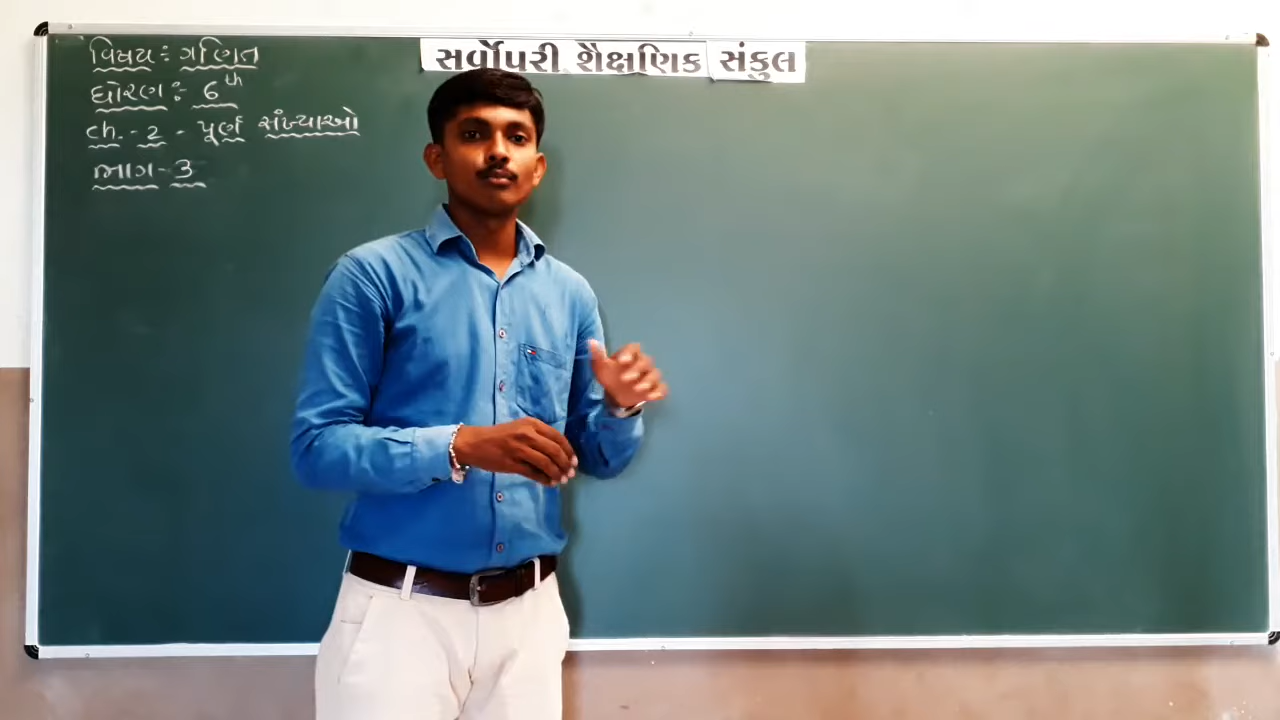 સર્વોપરી શૈક્ષણિક સંકુલ
વિષય : ગણિત
ધોરણ : 6th
ch. - 2 - પૂર્ણ સંખ્યાઓ
ભાગ - 3